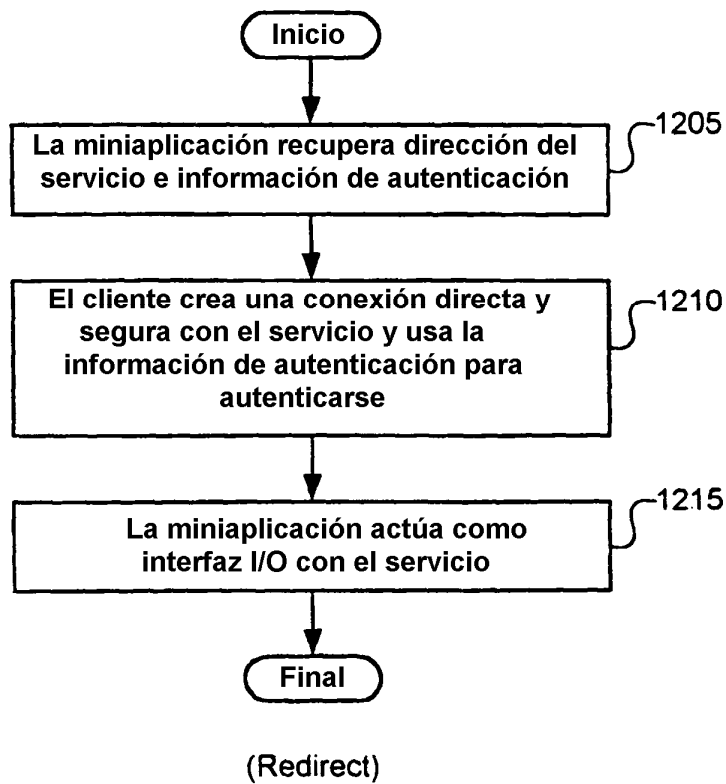 Inicio
1205
La miniaplicación recupera dirección del
servicio e información de autenticación
1210
El cliente crea una conexión directa y
segura con el servicio y usa la
información de autenticación para
autenticarse
1215
La miniaplicación actúa como
interfaz I/O con el servicio
Final
(Redirect)